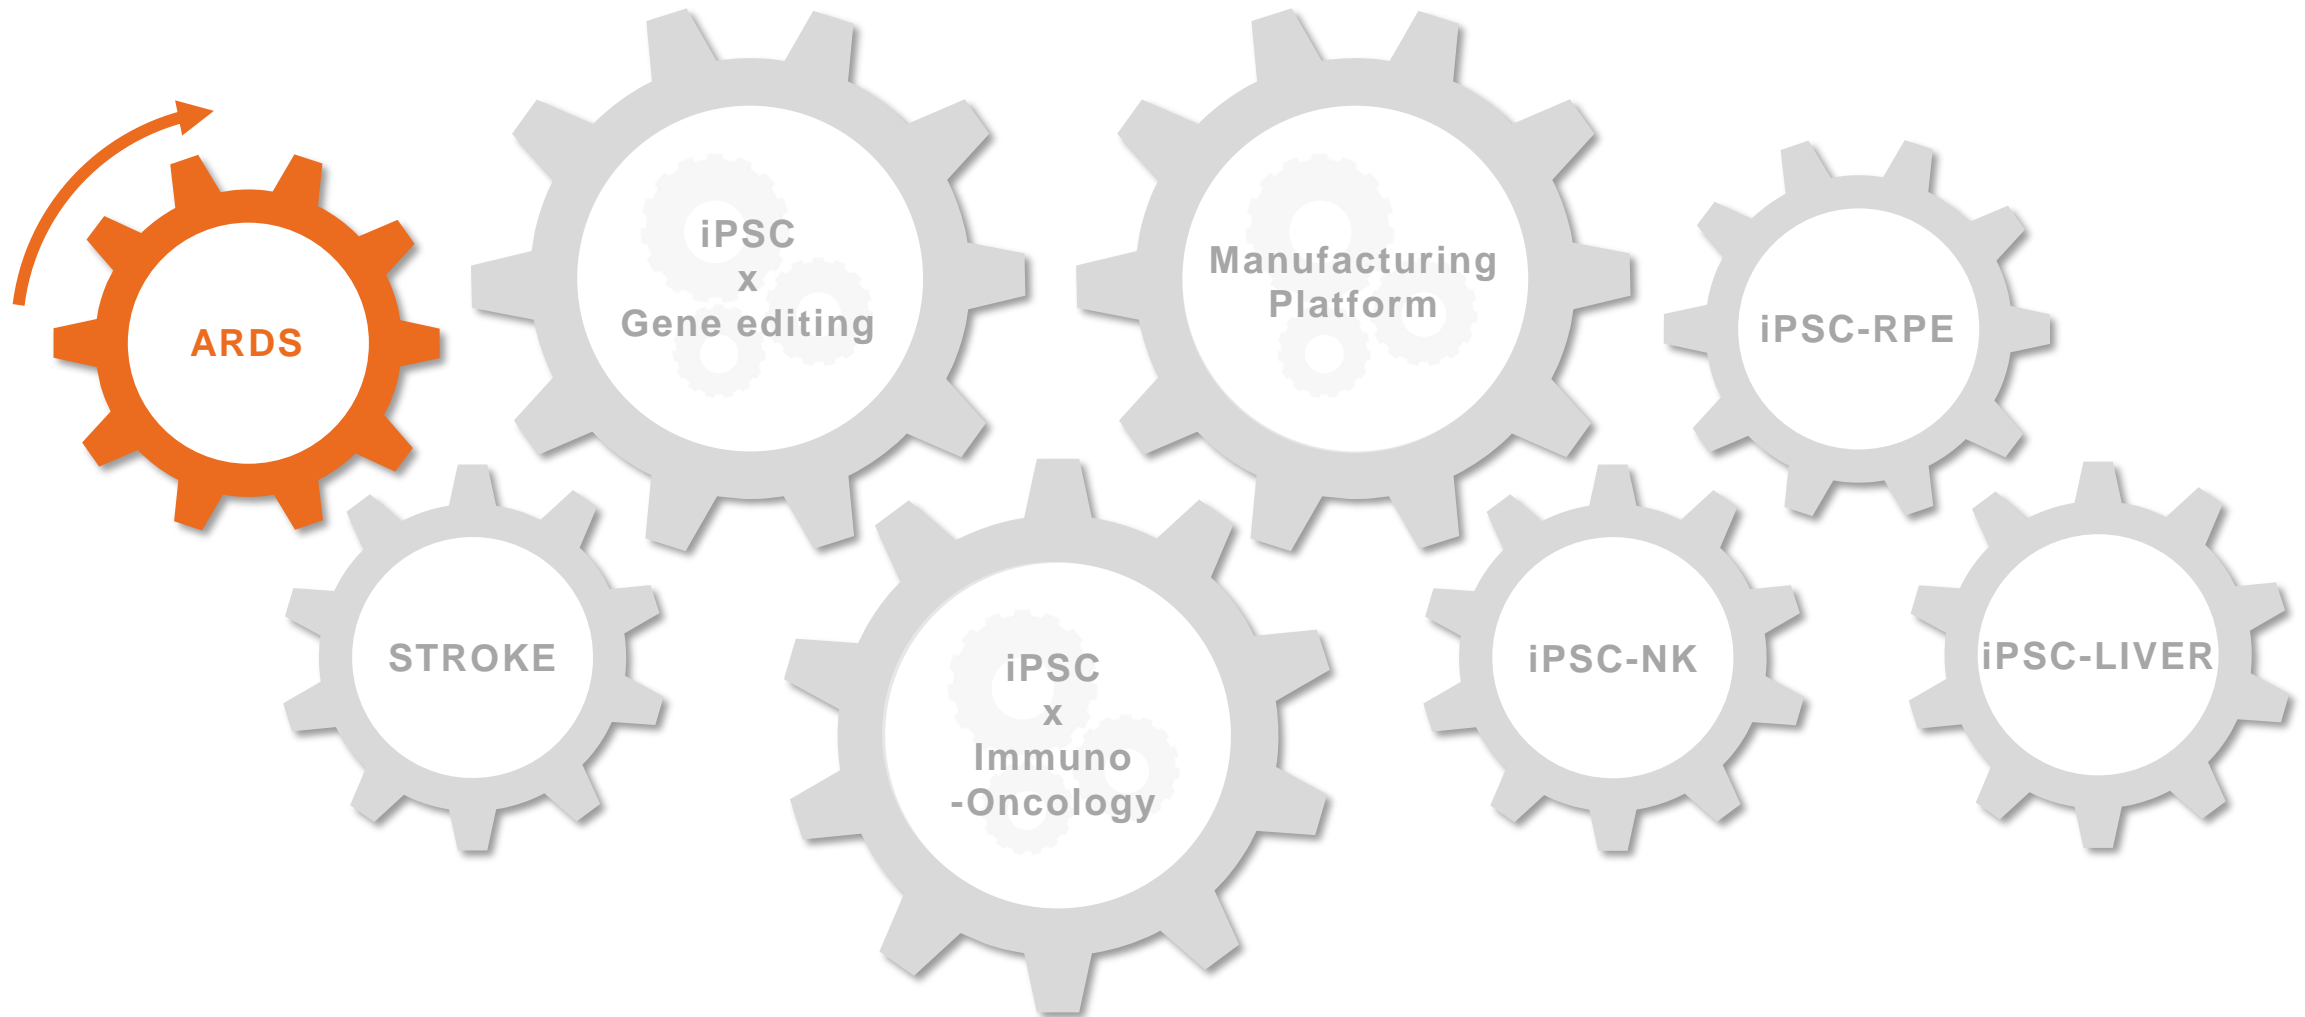 ARDS
iPSC
x
Gene editing
Manufacturing
Platform
iPSC-RPE
STROKE
iPSC
x
Immuno
-Oncology
iPSC-NK
iPSC-LIVER